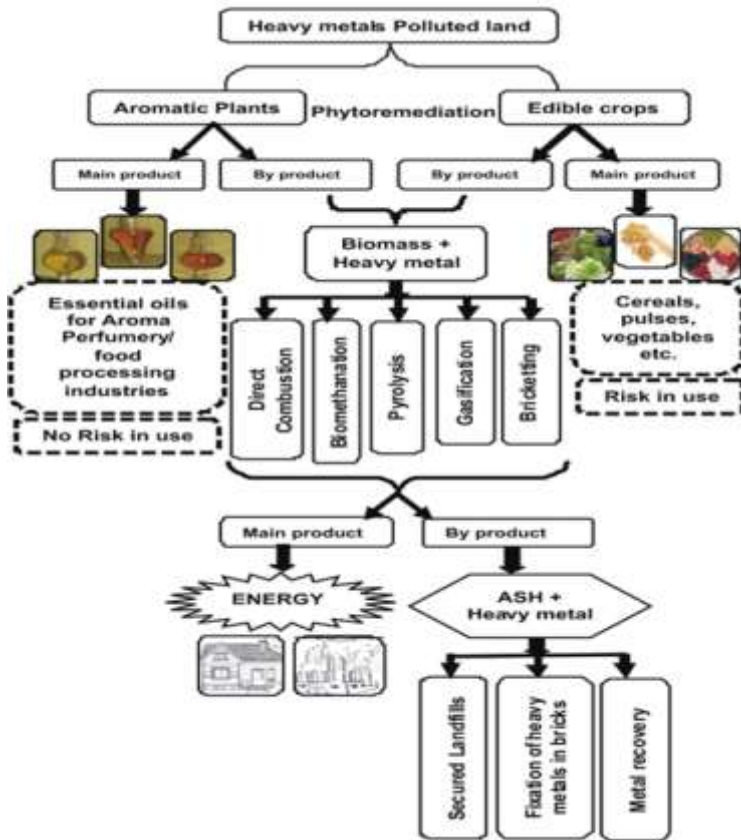 Heavy metals Polluted land
Aromatic Plants
Phytoremediation
Edible crops
Main product
By product
By product
Main product
Biomass +
Heavy metal
Essential oils
for Aroma
Perfumery/
food
processing
industries
No Risk in use
Direct
Combustion
Biomethanation
Pyrolysis
Gasification
Bricketting
Cereals,
pulses,
vegetables
etc.
Risk in use
Main product
By product
ENERGY
ASH +
Heavy metal
Secured Landfills
Fixation of heavy
metals in bricks
Metal recovery